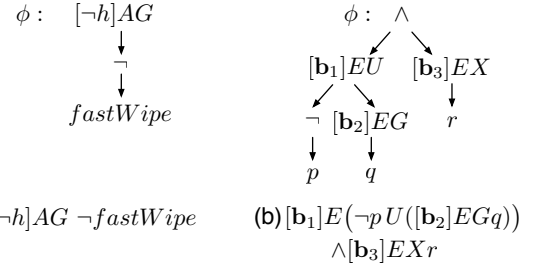 ϕ : [¬h]AG
¬
fastWipe
¬h]AG ¬fastWipe
ϕ : ∧
[b₁]EU [b₃]EX
¬ [b₂]EG r
p q
(b) [b₁]E(¬p U([b₂]EGq))
∧[b₃]EXr